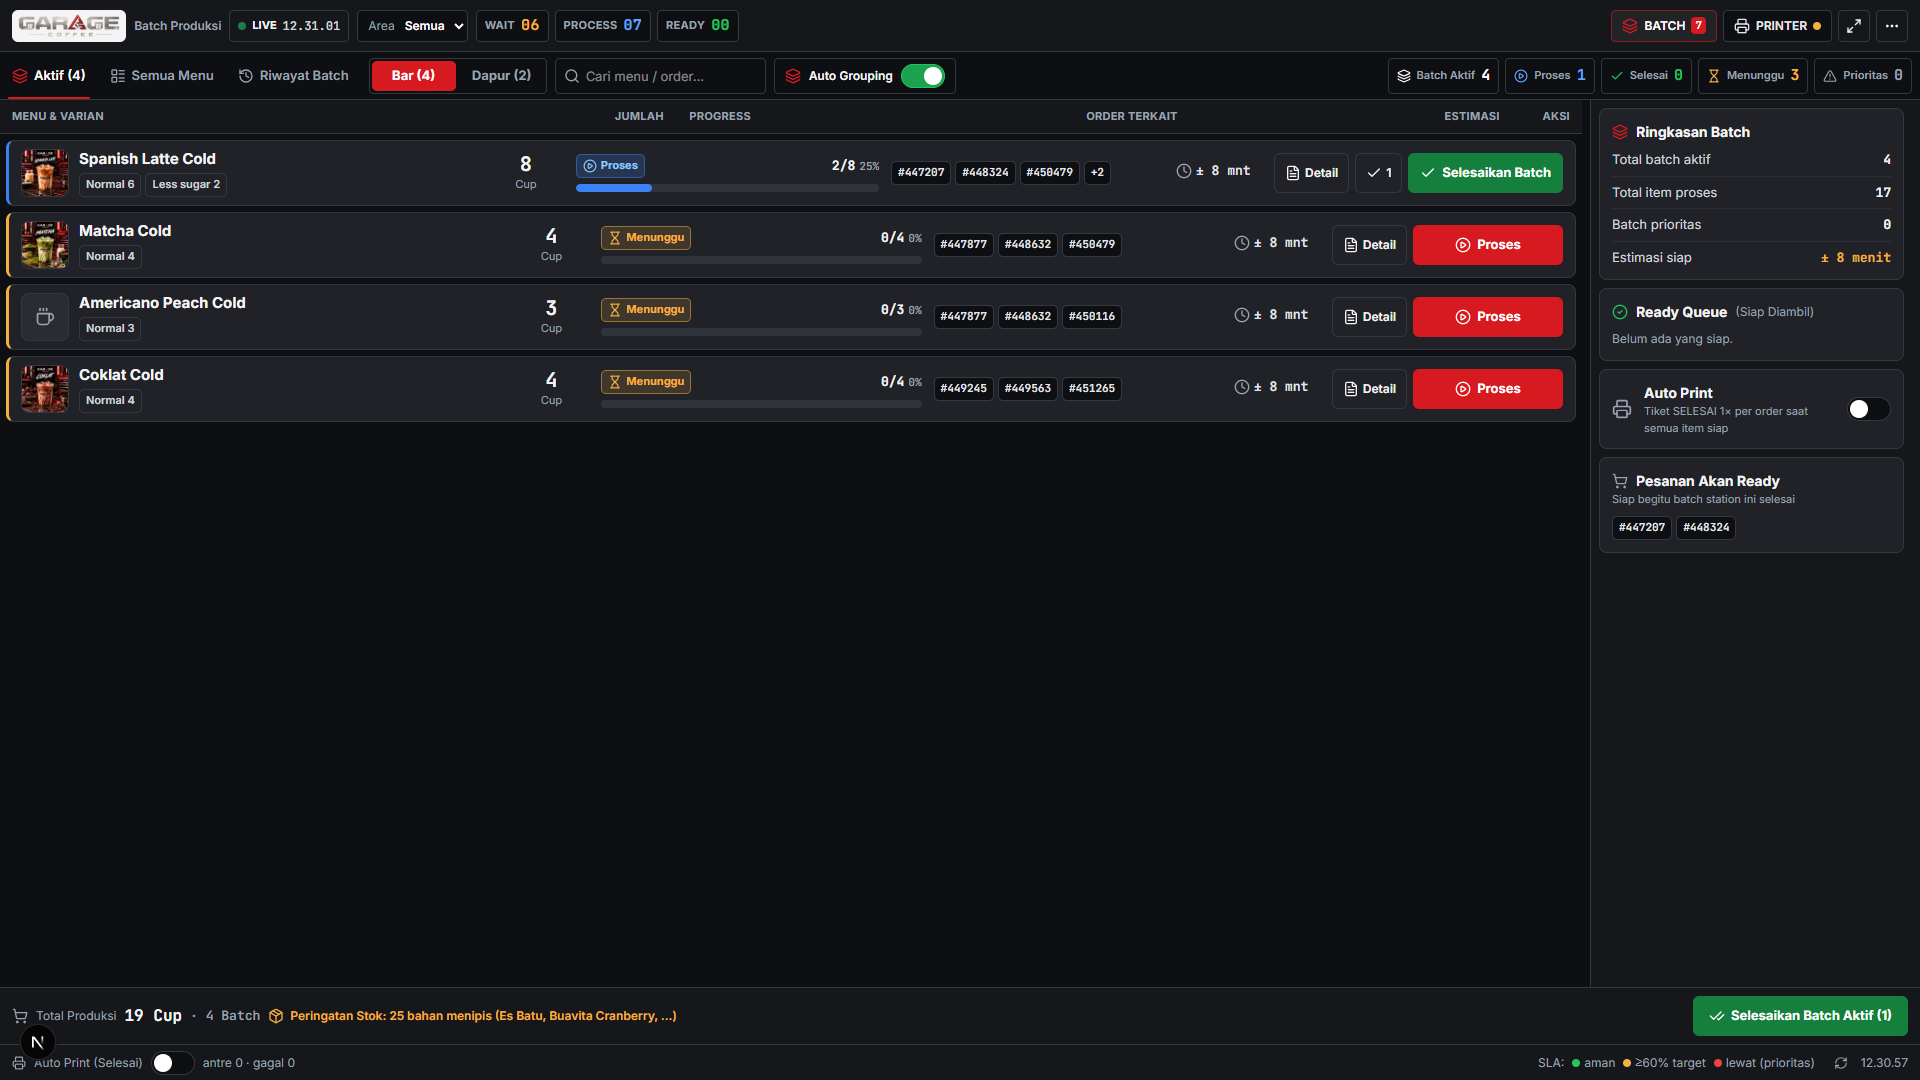 GARAGE COFFEE Batch Produksi LIVE 12.31.01 Area Semua WAIT 06 PROCESS 07 READY 00 BATCH 7 PRINTER
Aktif (4) Semua Menu Riwayat Batch Bar (4) Dapur (2) Cari menu / order... Auto Grouping Batch Aktif 4 Proses 1 Selesai 0 Menunggu 3 Prioritas 0
MENU & VARIAN JUMLAH PROGRESS ORDER TERKAIT ESTIMASI AKSI
Spanish Latte Cold
Normal 6 Less sugar 2
8 Cup
Proses 2/8 25%
#447207 #448324 #450479 +2
± 8 mnt
Detail 1 Selesaikan Batch
Matcha Cold
Normal 4
4 Cup
Menunggu 0/4 0%
#447877 #448632 #450479
± 8 mnt
Detail Proses
Americano Peach Cold
Normal 3
3 Cup
Menunggu 0/3 0%
#447877 #448632 #450116
± 8 mnt
Detail Proses
Coklat Cold
Normal 4
4 Cup
Menunggu 0/4 0%
#449245 #449563 #451265
± 8 mnt
Detail Proses
Ringkasan Batch
Total batch aktif 4
Total item proses 17
Batch prioritas 0
Estimasi siap ± 8 menit
Ready Queue (Siap Diambil)
Belum ada yang siap.
Auto Print
Tiket SELESAI 1× per order saat
semua item siap
Pesanan Akan Ready
Siap begitu batch station ini selesai
#447207 #448324
Total Produksi 19 Cup · 4 Batch Peringatan Stok: 25 bahan menipis (Es Batu, Buavita Cranberry, ...) Selesaikan Batch Aktif (1)
N
Auto Print (Selesai) antre 0 · gagal 0 SLA: aman ≥60% target lewat (prioritas) 12.30.57